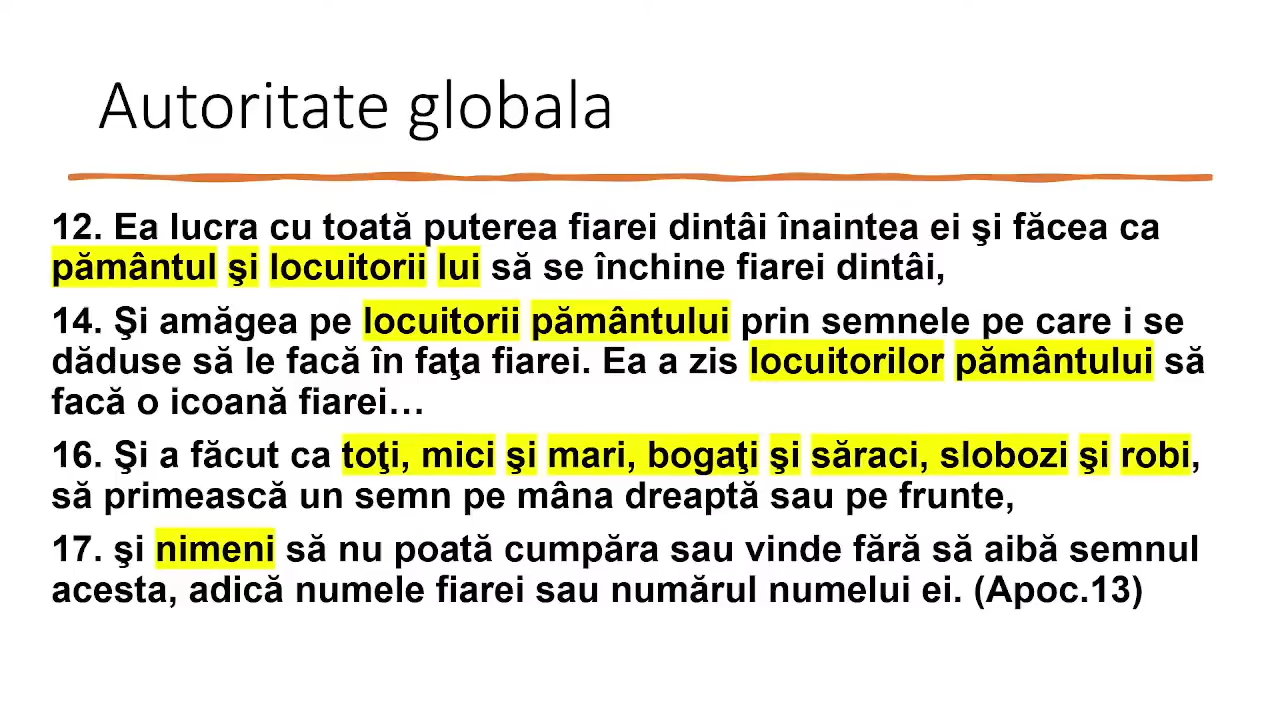 Autoritate globala
12. Ea lucra cu toată puterea fiarei dintâi înaintea ei şi făcea ca
pământul şi locuitorii lui să se închine fiarei dintâi,
14. Şi amăgea pe locuitorii pământului prin semnele pe care i se
dăduse să le facă în faţa fiarei. Ea a zis locuitorilor pământului să
facă o icoană fiarei…
16. Şi a făcut ca toţi, mici şi mari, bogaţi şi săraci, slobozi şi robi,
să primească un semn pe mâna dreaptă sau pe frunte,
17. şi nimeni să nu poată cumpăra sau vinde fără să aibă semnul
acesta, adică numele fiarei sau numărul numelui ei. (Apoc.13)